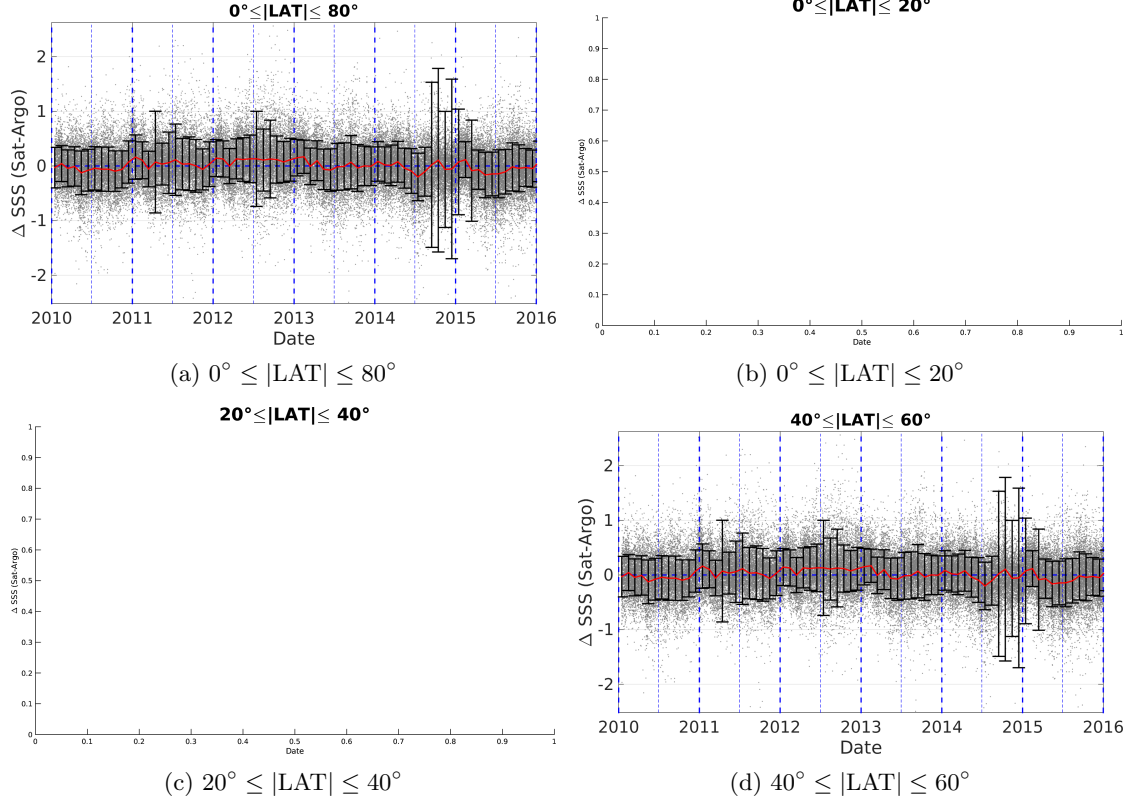 0°≤|LAT|≤ 80°
Δ SSS (Sat-Argo)
2
1
0
-1
-2
2010 2011 2012 2013 2014 2015 2016
Date
(a) 0° ≤ |LAT| ≤ 80°
0°≤|LAT|≤ 20°
Δ SSS (Sat-Argo)
1
0.9
0.8
0.7
0.6
0.5
0.4
0.3
0.2
0.1
0
0 0.1 0.2 0.3 0.4 0.5 0.6 0.7 0.8 0.9 1
Date
(b) 0° ≤ |LAT| ≤ 20°
20°≤|LAT|≤ 40°
Δ SSS (Sat-Argo)
1
0.9
0.8
0.7
0.6
0.5
0.4
0.3
0.2
0.1
0
0 0.1 0.2 0.3 0.4 0.5 0.6 0.7 0.8 0.9 1
Date
(c) 20° ≤ |LAT| ≤ 40°
40°≤|LAT|≤ 60°
Δ SSS (Sat-Argo)
2
1
0
-1
-2
2010 2011 2012 2013 2014 2015 2016
Date
(d) 40° ≤ |LAT| ≤ 60°